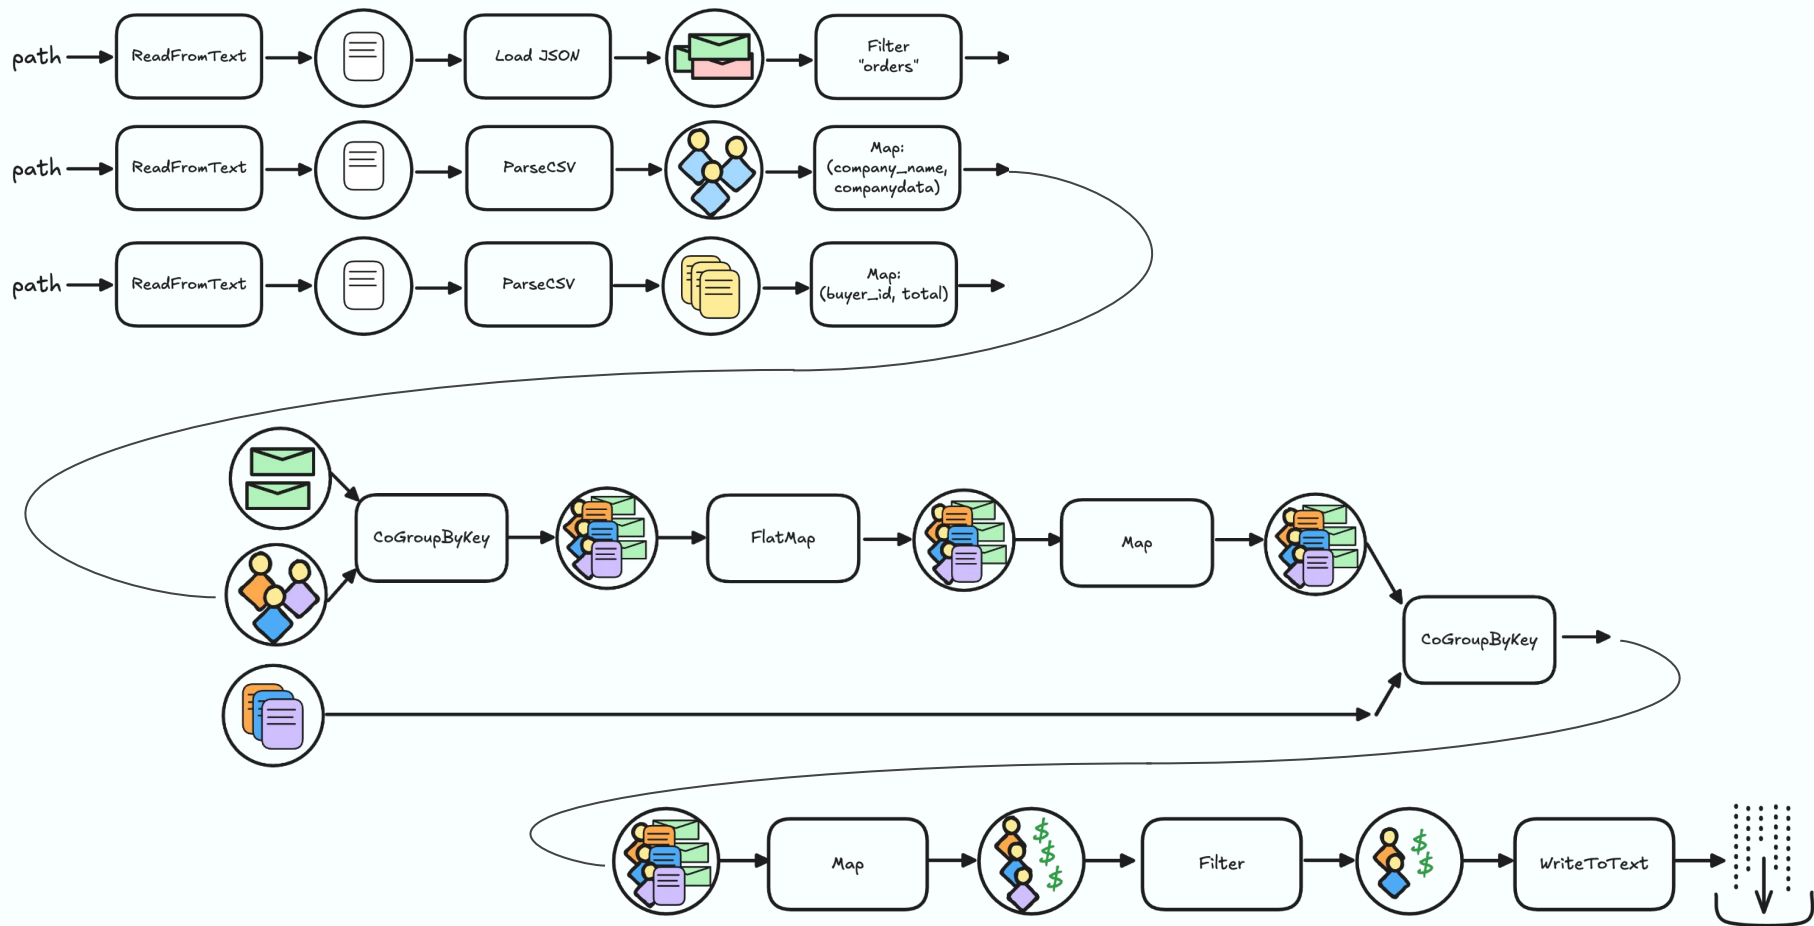 path
ReadFromText
Load JSON
Filter
"orders"
path
ReadFromText
ParseCSV
Map:
(company_name,
companydata)
path
ReadFromText
ParseCSV
Map:
(buyer_id, total)
CoGroupByKey
FlatMap
Map
CoGroupByKey
Map
$
$
$
Filter
$
$
WriteToText